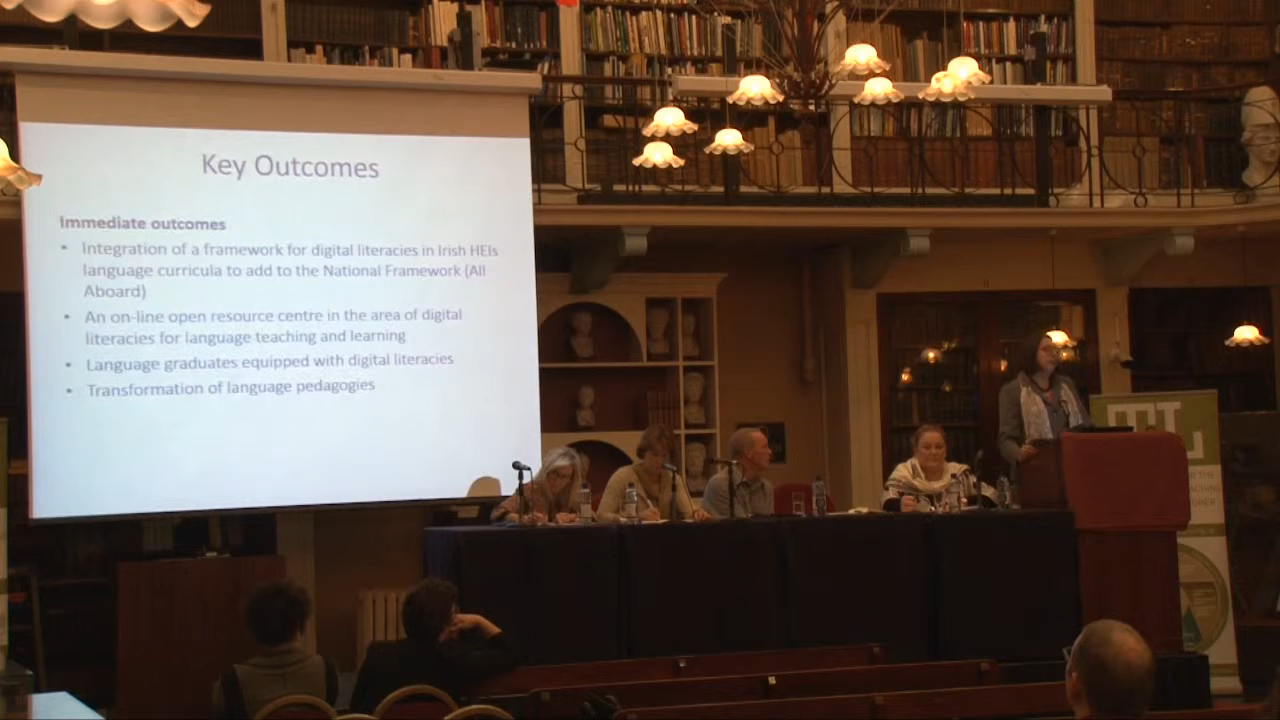 Key Outcomes
Immediate outcomes
• Integration of a framework for digital literacies in Irish HEIs
language curricula to add to the National Framework (All
Aboard)
• An on-line open resource centre in the area of digital
literacies for language teaching and learning
• Language graduates equipped with digital literacies
• Transformation of language pedagogies
TL